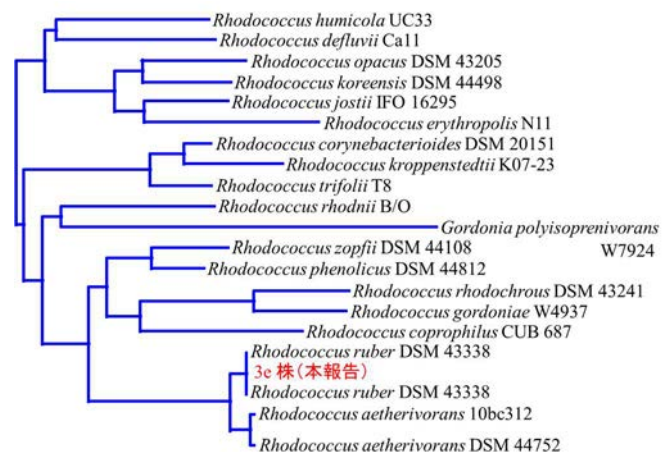 Rhodococcus humicola UC33
Rhodococcus defluvii Ca11
Rhodococcus opacus DSM 43205
Rhodococcus koreensis DSM 44498
Rhodococcus jostii IFO 16295
Rhodococcus erythropolis N11
Rhodococcus corynebacterioides DSM 20151
Rhodococcus kroppenstedtii K07-23
Rhodococcus trifolii T8
Rhodococcus rhodnii B/O
Gordonia polyisoprenivorans
W7924
Rhodococcus zopfii DSM 44108
Rhodococcus phenolicus DSM 44812
Rhodococcus rhodochrous DSM 43241
Rhodococcus gordoniae W4937
Rhodococcus coprophilus CUB 687
Rhodococcus ruber DSM 43338
3e 株(本報告)
Rhodococcus ruber DSM 43338
Rhodococcus aetherivorans 10bc312
Rhodococcus aetherivorans DSM 44752